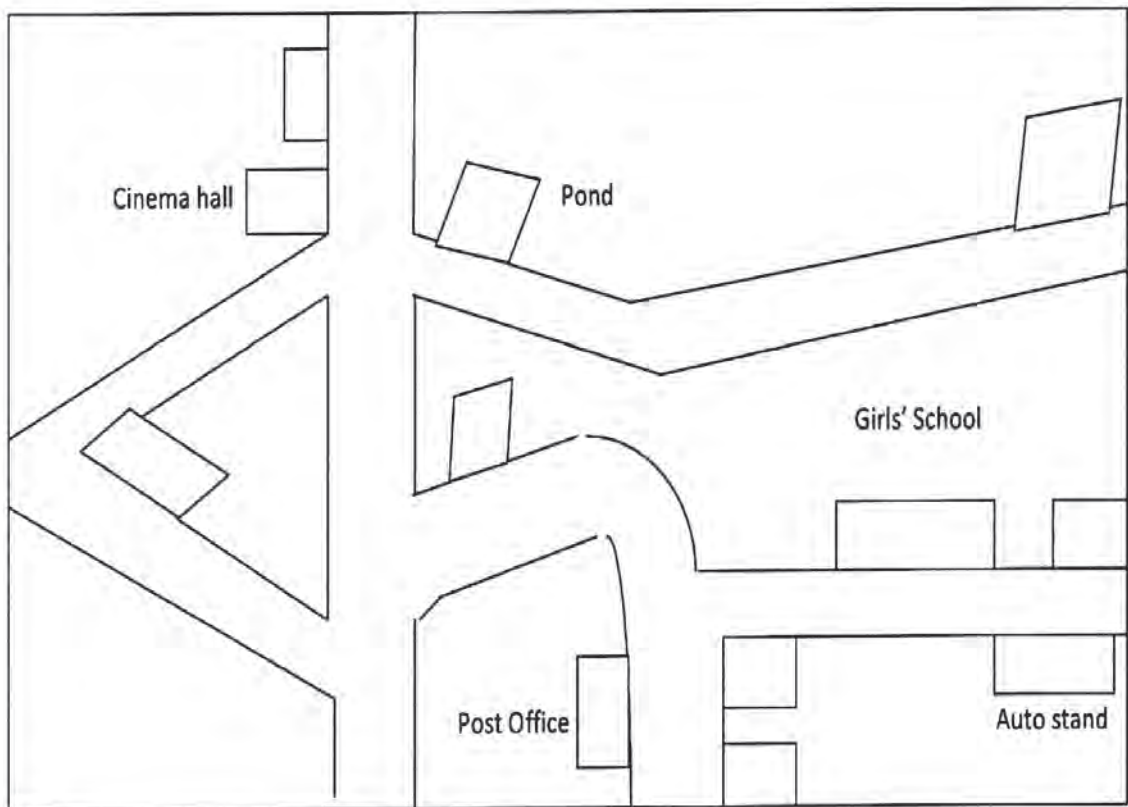 Cinema hall
Pond
Girls' School
Post Office
Auto stand